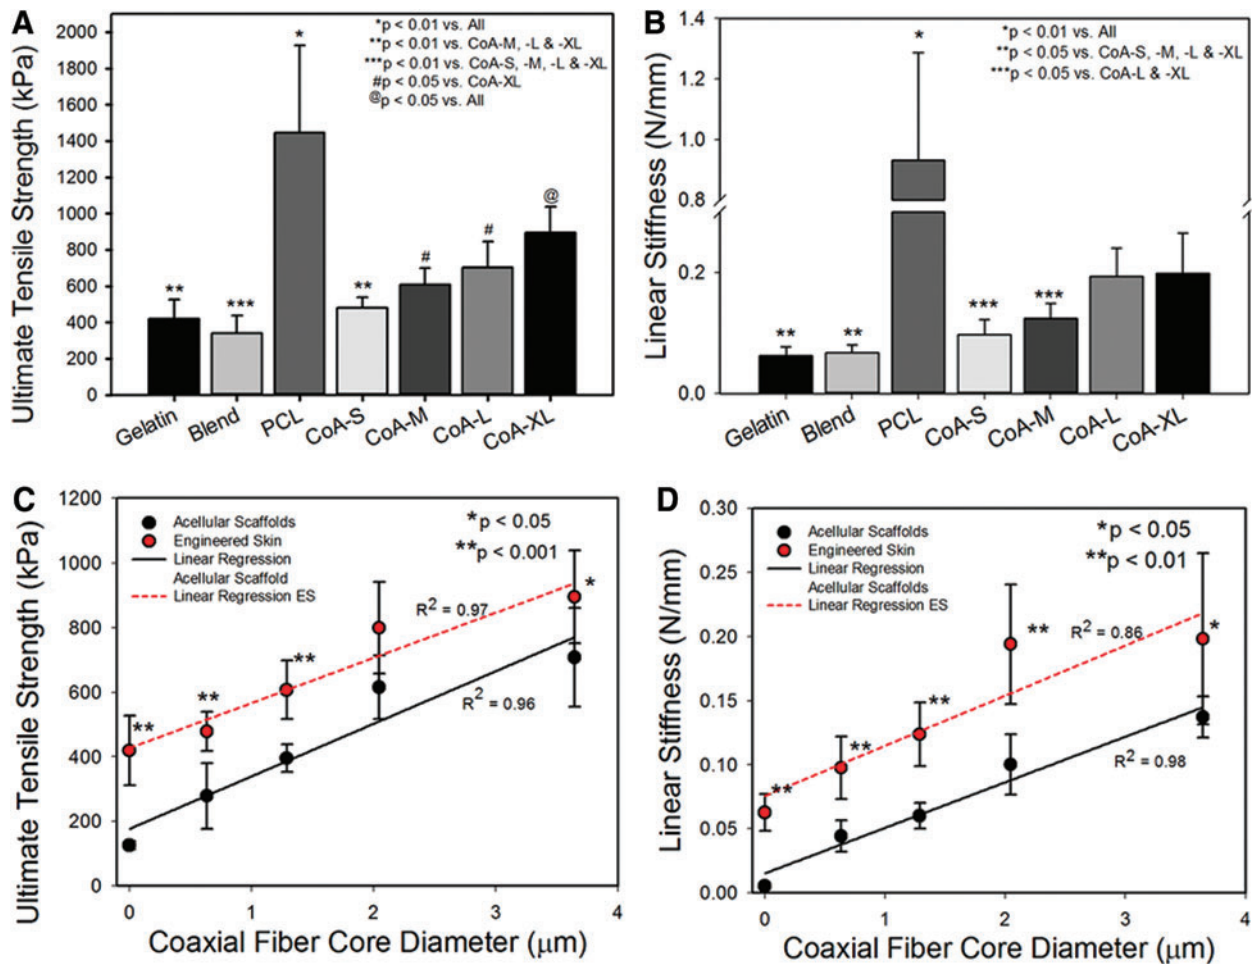 A
Ultimate Tensile Strength (kPa)
2000
1800
1600
1400
1200
1000
800
600
400
200
0
*p < 0.01 vs. All
**p < 0.01 vs. CoA-M, -L & -XL
***p < 0.01 vs. CoA-S, -M, -L & -XL
#p < 0.05 vs. CoA-XL
@p < 0.05 vs. All
**
***
*
**
#
#
@
Gelatin
Blend
PCL
CoA-S
CoA-M
CoA-L
CoA-XL
B
Linear Stiffness (N/mm)
1.4
1.2
1.0
0.8
0.2
0.0
*p < 0.01 vs. All
**p < 0.05 vs. CoA-S, -M, -L & -XL
***p < 0.05 vs. CoA-L & -XL
**
**
*
***
***
Gelatin
Blend
PCL
CoA-S
CoA-M
CoA-L
CoA-XL
C
Ultimate Tensile Strength (kPa)
1200
1000
800
600
400
200
0
Acellular Scaffolds
Engineered Skin
Linear Regression
Acellular Scaffold
Linear Regression ES
*p < 0.05
**p < 0.001
R2 = 0.97
R2 = 0.96
**
**
**
*
0
1
2
3
4
Coaxial Fiber Core Diameter (μm)
D
Linear Stiffness (N/mm)
0.30
0.25
0.20
0.15
0.10
0.05
0.00
Acellular Scaffolds
Engineered Skin
Linear Regression
Acellular Scaffolds
Linear Regression ES
*p < 0.05
**p < 0.01
R2 = 0.86
R2 = 0.98
**
**
**
**
*
0
1
2
3
4
Coaxial Fiber Core Diameter (μm)